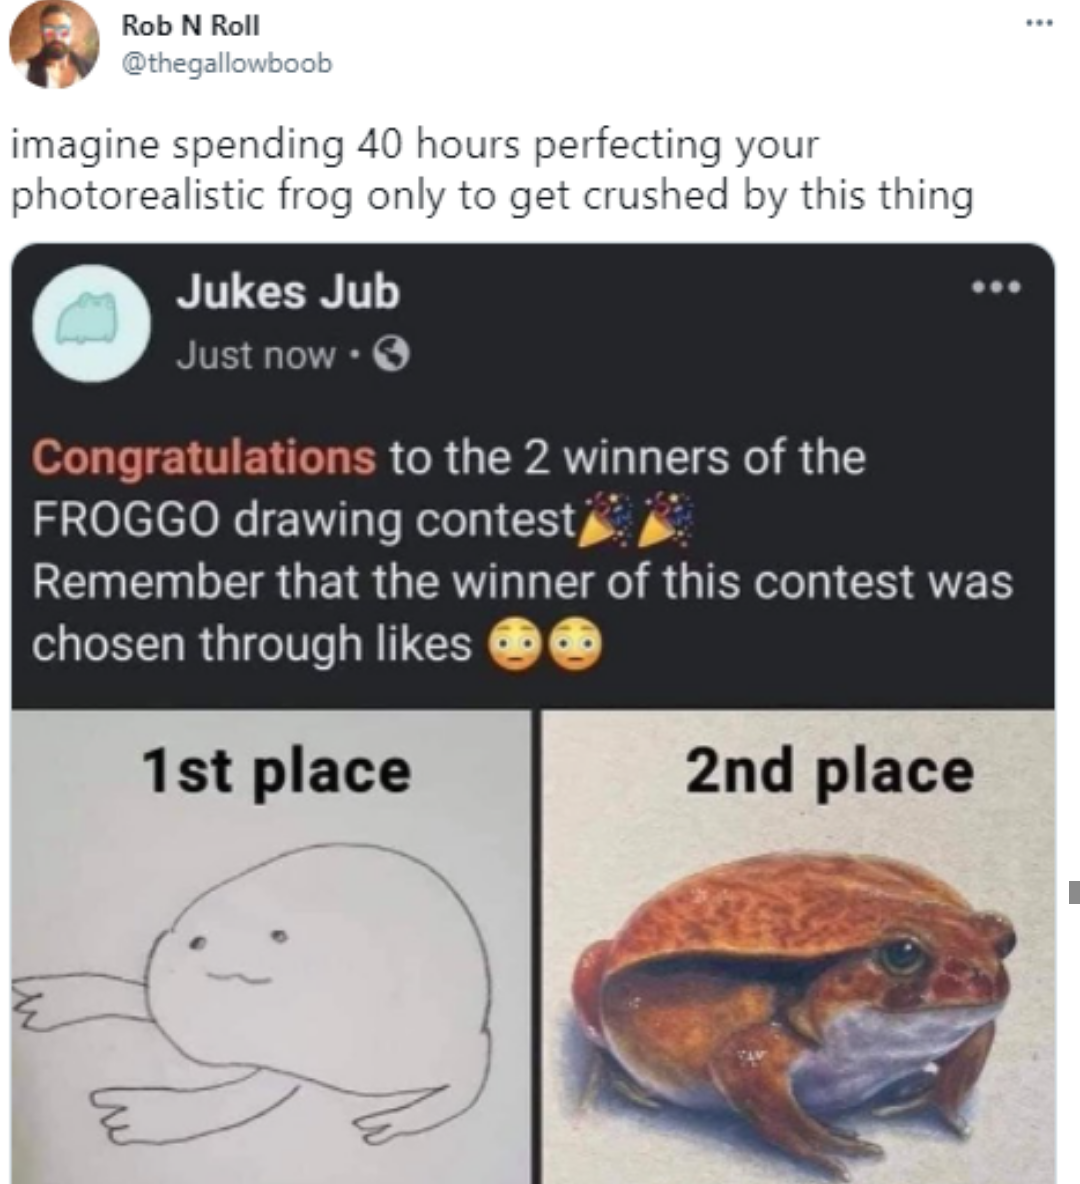 Rob N Roll
@thegallowboob
imagine spending 40 hours perfecting your
photorealistic frog only to get crushed by this thing
Jukes Jub
Just now •
Congratulations to the 2 winners of the
FROGGO drawing contest🎉🎉
Remember that the winner of this contest was
chosen through likes 😳😳
1st place
2nd place